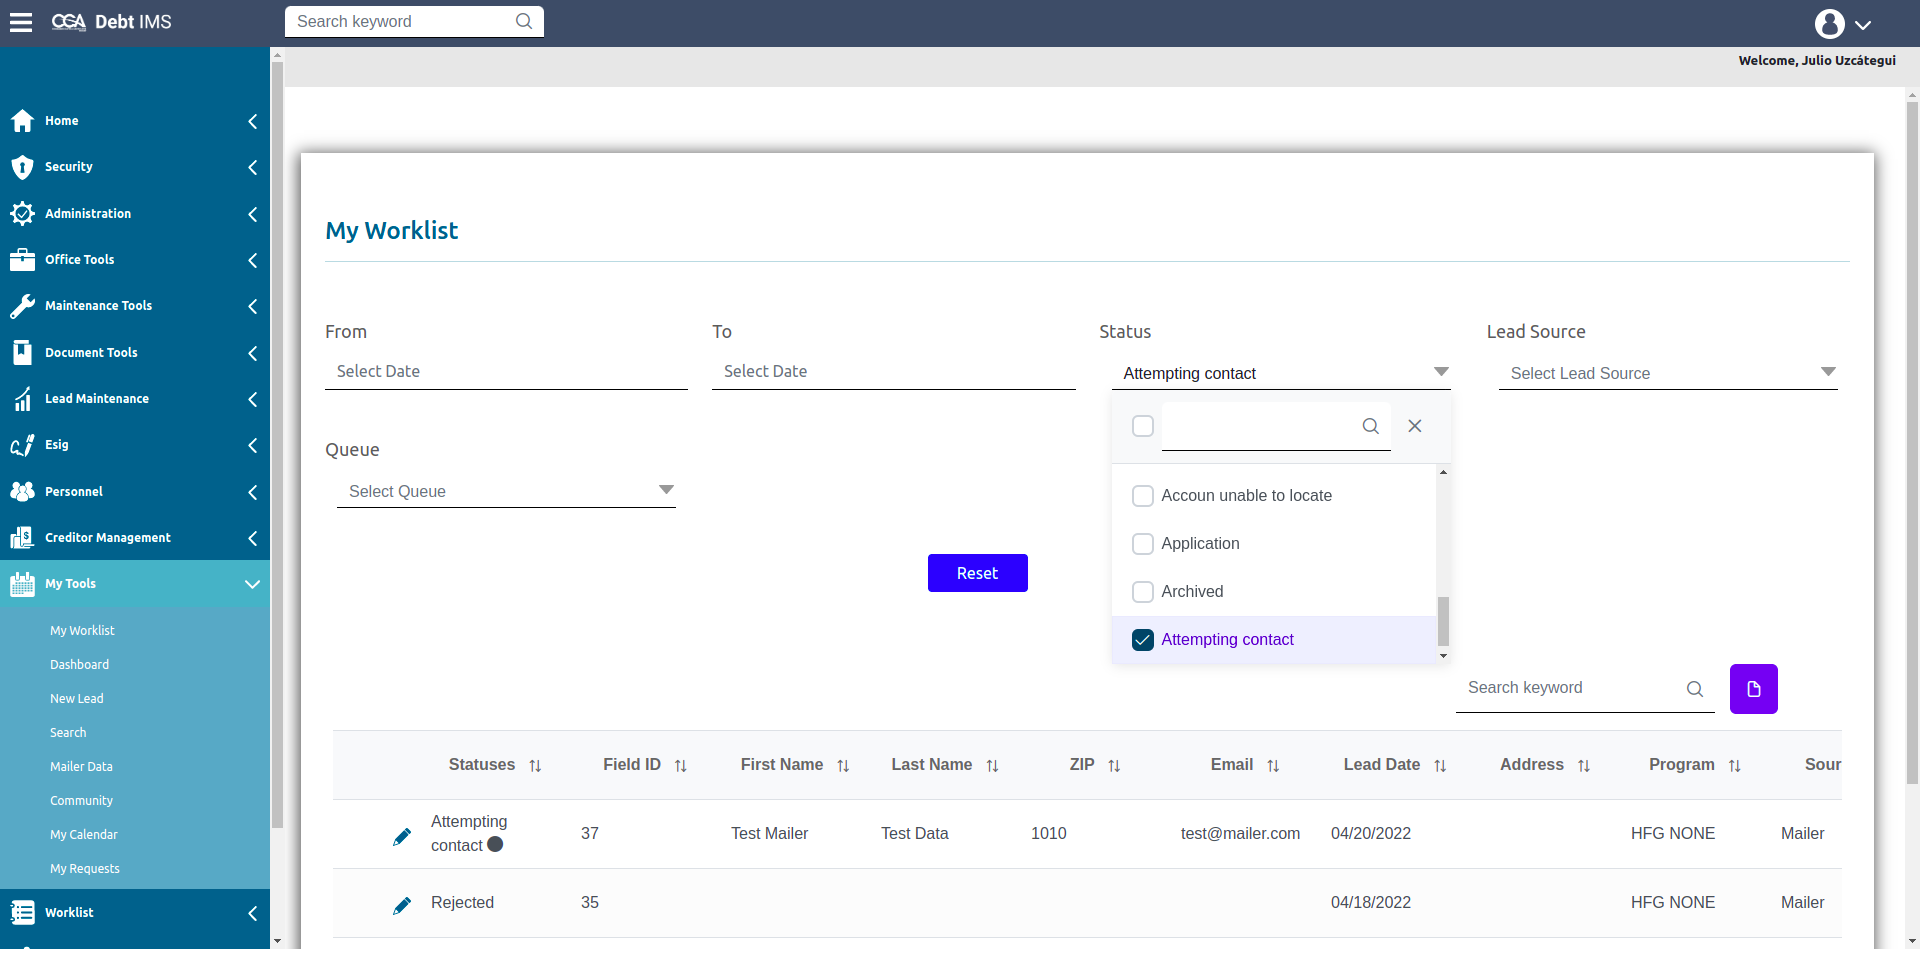 CGA Debt IMS
Search keyword
Welcome, Julio Uzcátegui
Home
Security
Administration
Office Tools
Maintenance Tools
Document Tools
Lead Maintenance
Esig
Personnel
Creditor Management
My Tools
My Worklist
Dashboard
New Lead
Search
Mailer Data
Community
My Calendar
My Requests
Worklist
My Worklist
From
To
Status
Lead Source
Select Date
Select Date
Attempting contact
Select Lead Source
Queue
Select Queue
Accoun unable to locate
Application
Archived
Attempting contact
Reset
Search keyword
Statuses Field ID First Name Last Name ZIP Email Lead Date Address Program Sour
Attempting
contact
37 Test Mailer Test Data 1010 test@mailer.com 04/20/2022 HFG NONE Mailer
Rejected 35 04/18/2022 HFG NONE Mailer